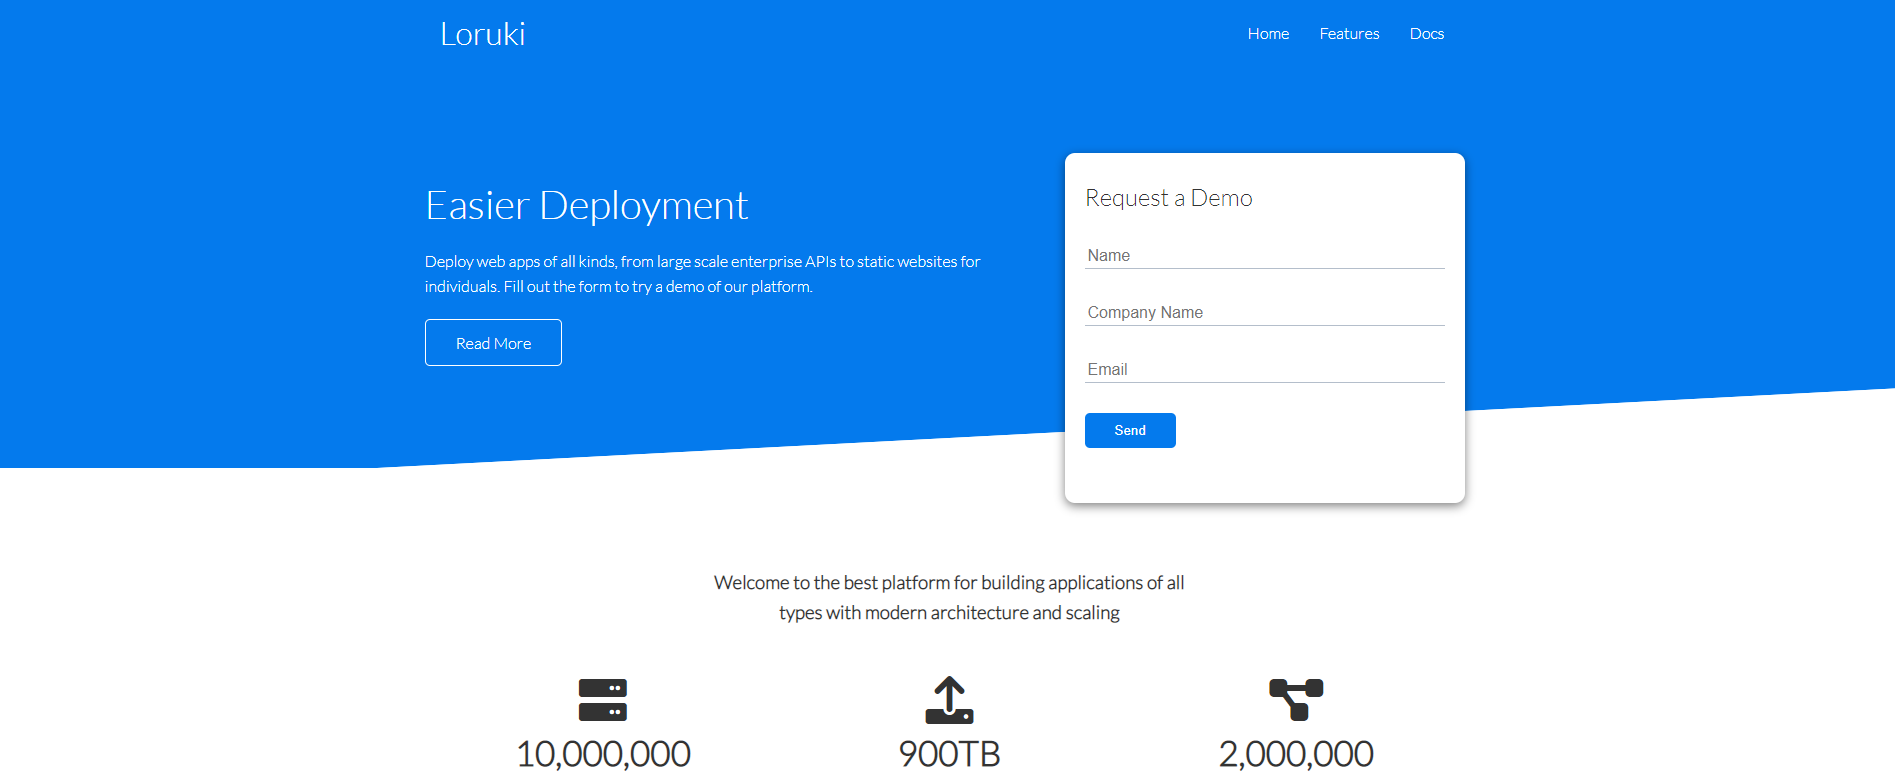 Loruki
Home Features Docs
Easier Deployment
Deploy web apps of all kinds, from large scale enterprise APIs to static websites for
individuals. Fill out the form to try a demo of our platform.
Read More
Request a Demo
Name
Company Name
Email
Send
Welcome to the best platform for building applications of all
types with modern architecture and scaling
10,000,000
900TB
2,000,000